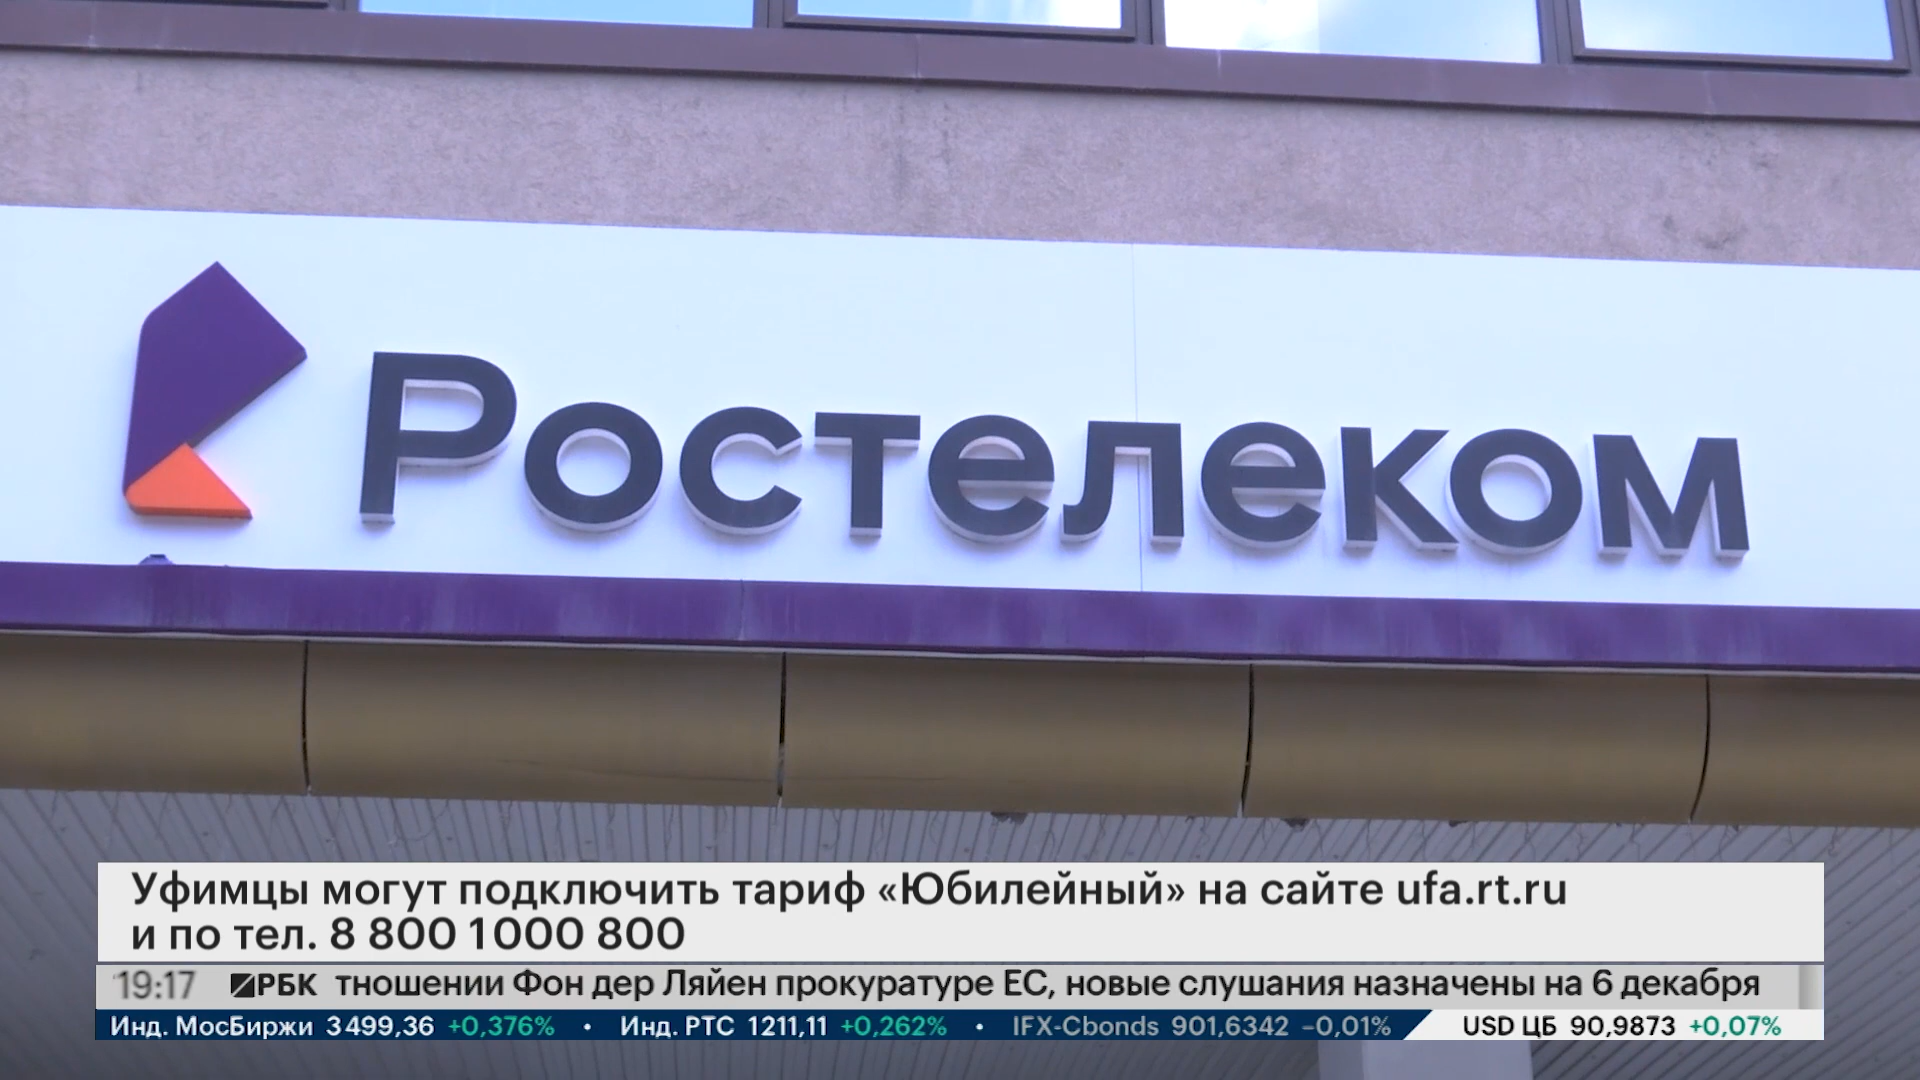 Ростелеком
Уфимцы могут подключить тариф «Юбилейный» на сайте ufa.rt.ru
и по тел. 8 800 1000 800
19:17 РБК тношении Фон дер Ляйен прокуратуре ЕС, новые слушания назначены на 6 декабря
Инд. МосБиржи 3 499,36 +0,376% • Инд. РТС 1211,11 +0,262% • IFX-Cbonds 901,6342 -0,01% USD ЦБ 90,9873 +0,07%